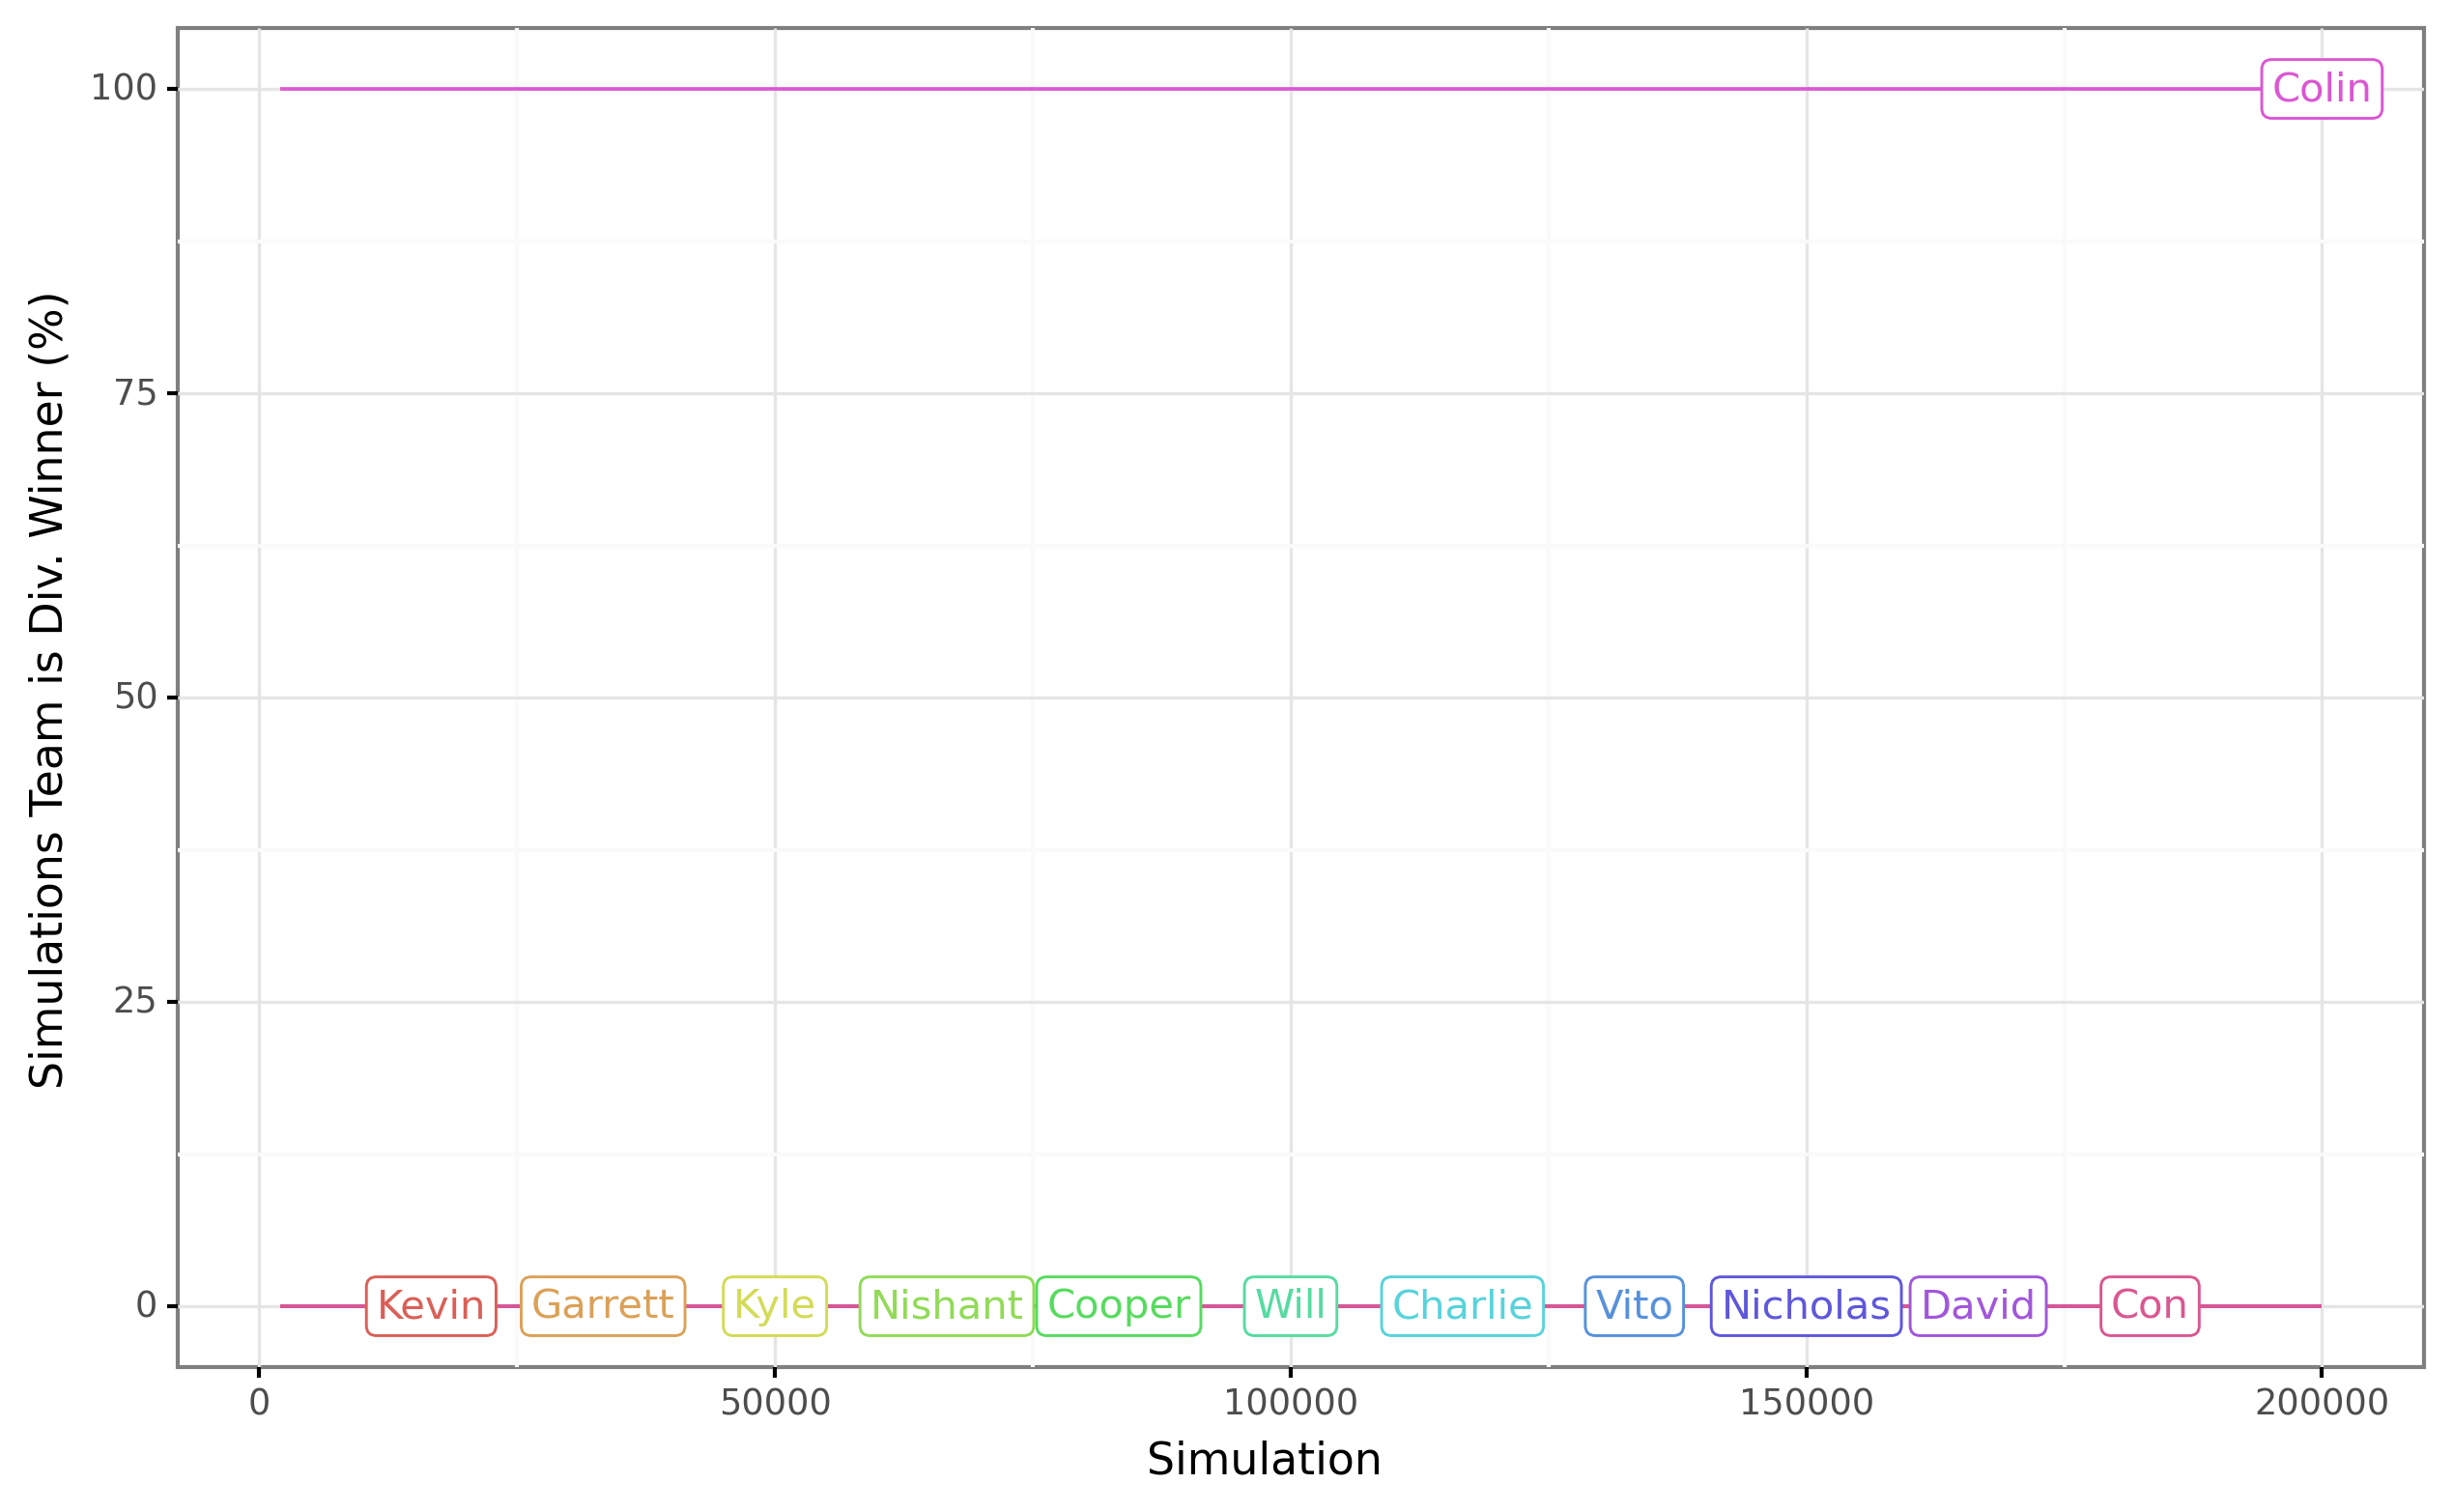 Simulations Team is Div. Winner (%)
100
75
50
25
0
Colin
Kevin
Garrett
Kyle
Nishant
Cooper
Will
Charlie
Vito
Nicholas
David
Con
0
50000
100000
150000
200000
Simulation